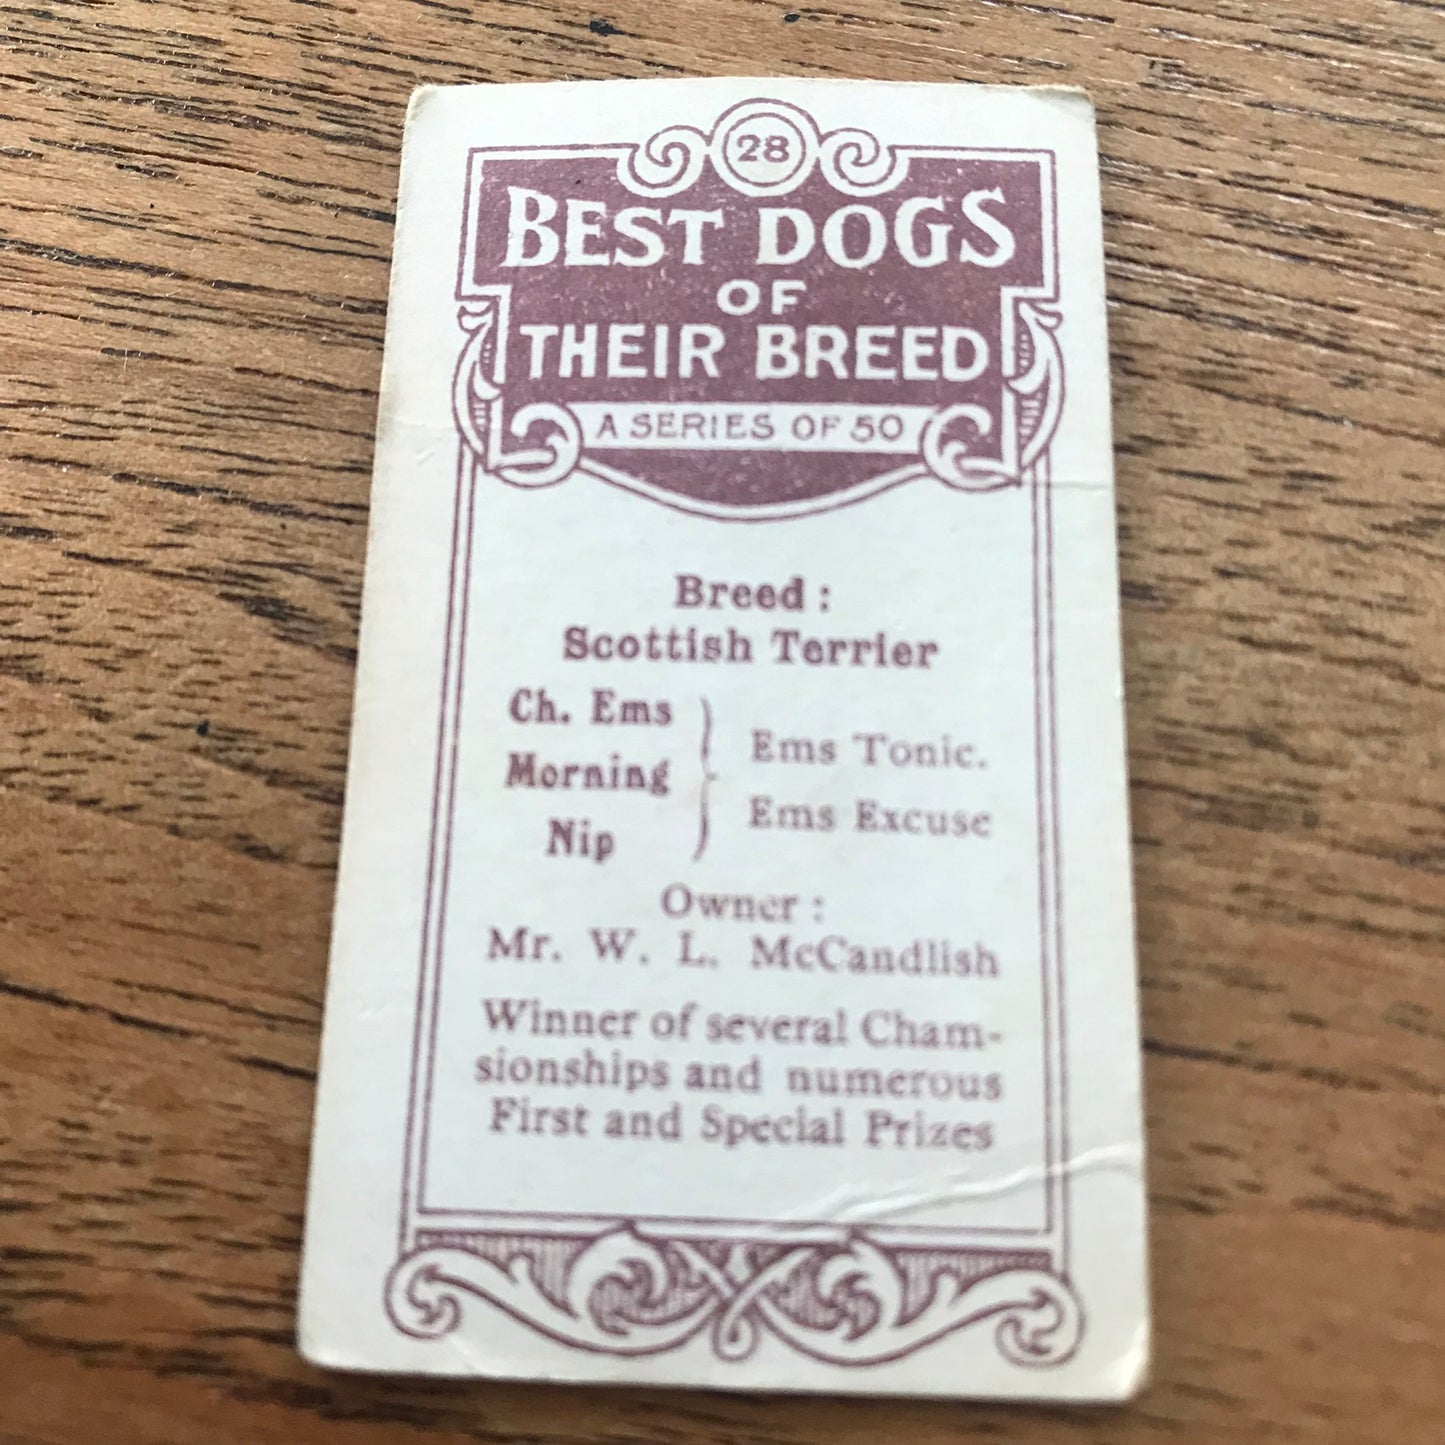 28
BEST DOGS
OF
THEIR BREED
A SERIES OF 50
Breed :
Scottish Terrier
Ch. Ems
Morning
Nip
Ems Tonic.
Ems Excuse
Owner :
Mr. W. L. McCandlish
Winner of several Cham-
sionships and numerous
First and Special Prizes